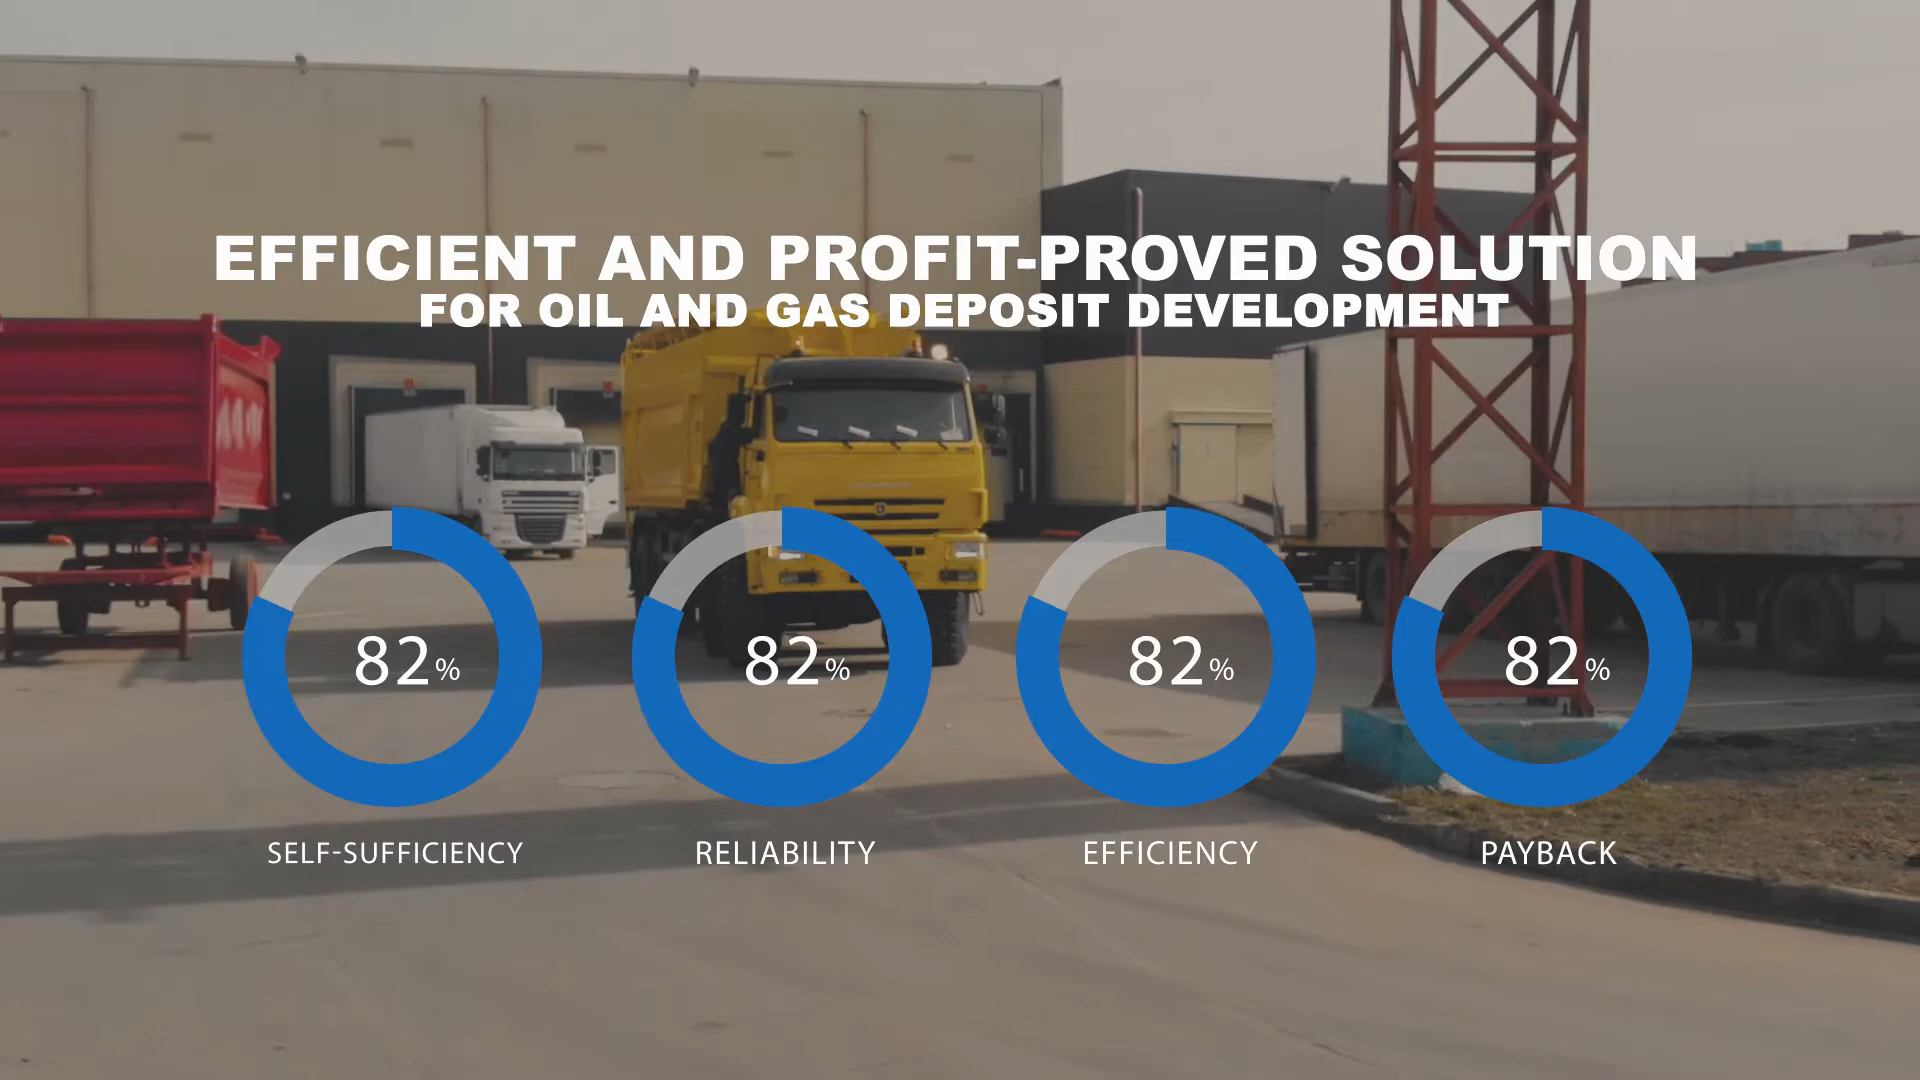 EFFICIENT AND PROFIT-PROVED SOLUTION
FOR OIL AND GAS DEPOSIT DEVELOPMENT
82% 82% 82% 82%
SELF-SUFFICIENCY RELIABILITY EFFICIENCY PAYBACK